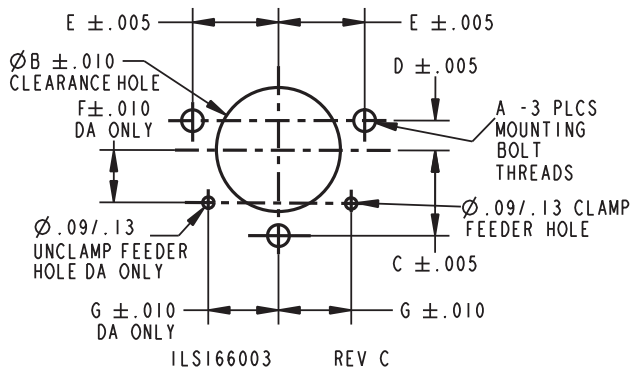 E ±.005
E ±.005
ØB ±.010
CLEARANCE HOLE
D ±.005
F±.010
DA ONLY
A -3 PLCS
MOUNTING
BOLT
THREADS
Ø.09/.13
UNCLAMP FEEDER
HOLE DA ONLY
Ø.09/.13 CLAMP
FEEDER HOLE
C ±.005
G ±.010
DA ONLY
G ±.010
ILS166003
REV C